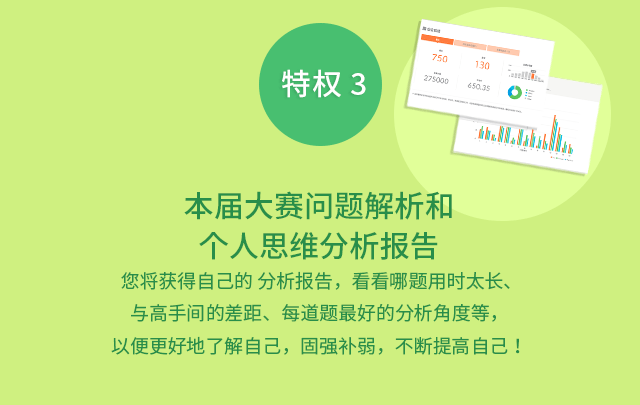 特权 3
750
130
275000
650.35
本届大赛问题解析和
个人思维分析报告
您将获得自己的 分析报告，看看哪题用时太长、
与高手间的差距、每道题最好的分析角度等，
以便更好地了解自己，固强补弱，不断提高自己！